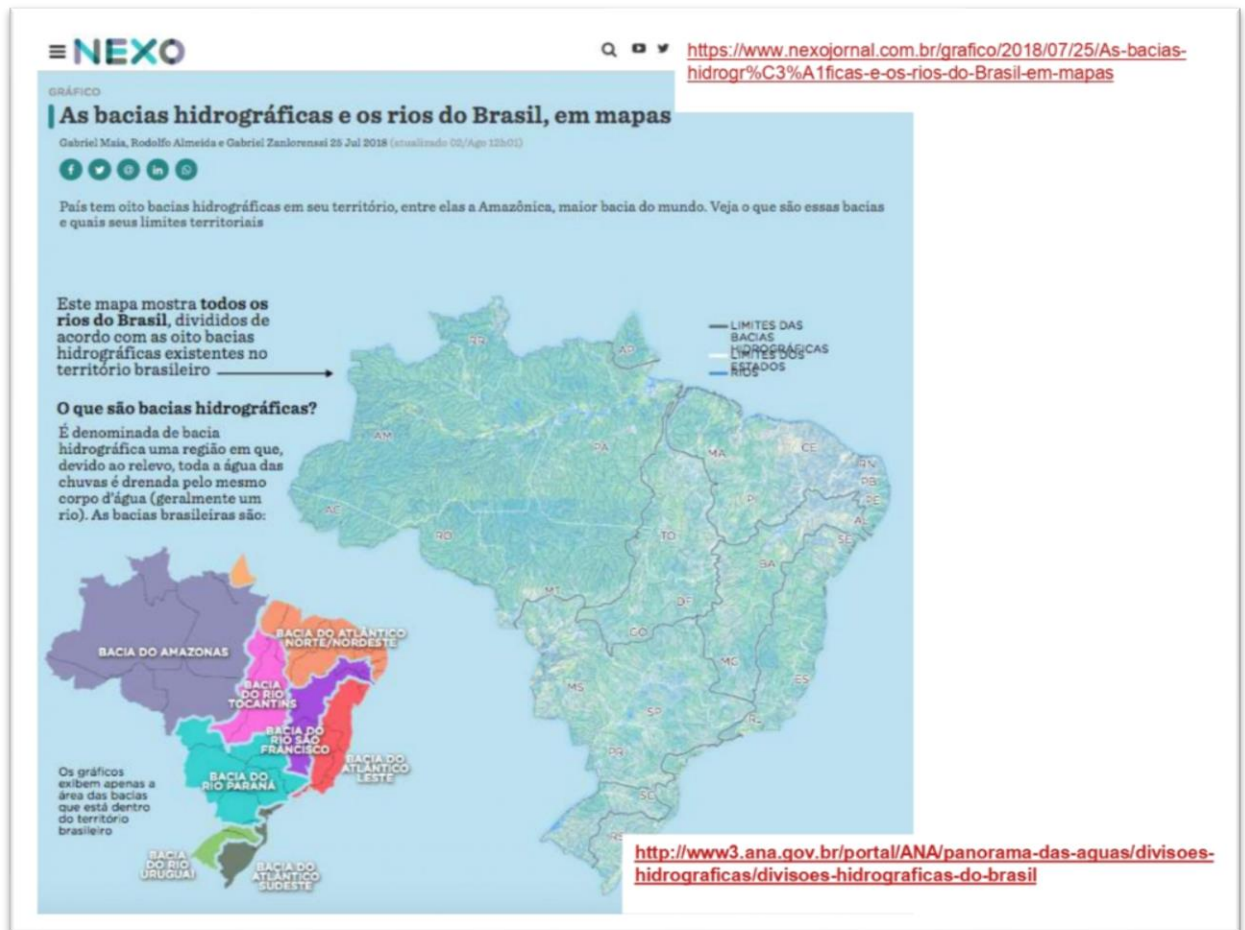 NEXO
https://www.nexojornal.com.br/grafico/2018/07/25/As-bacias-
hidrogr%C3%A1ficas-e-os-rios-do-Brasil-em-mapas
GRÁFICO
As bacias hidrográficas e os rios do Brasil, em mapas
Gabriel Maia, Rodolfo Almeida e Gabriel Zanlorenssi 25 Jul 2018 (atualizado 02/Ago 12h01)
País tem oito bacias hidrográficas em seu território, entre elas a Amazônica, maior bacia do mundo. Veja o que são essas bacias
e quais seus limites territoriais
Este mapa mostra todos os
rios do Brasil, divididos de
acordo com as oito bacias
hidrográficas existentes no
território brasileiro
LIMITES DAS
BACIAS
HIDROGRÁFICAS
LIMITES DOS
ESTADOS
RIOS
O que são bacias hidrográficas?
É denominada de bacia
hidrográfica uma região em que,
devido ao relevo, toda a água das
chuvas é drenada pelo mesmo
corpo d'água (geralmente um
rio). As bacias brasileiras são:
RR
AP
AM
PA
MA
CE
RN
PB
PE
PI
AL
SE
AC
RO
TO
BA
MT
DF
GO
MG
ES
MS
SP
RJ
PR
SC
RS
BACIA DO AMAZONAS
BACIA DO ATLÂNTICO
NORTE/NORDESTE
BACIA
DO RIO
TOCANTINS
BACIA DO
RIO SÃO
FRANCISCO
BACIA DO
ATLÂNTICO
LESTE
BACIA DO
RIO PARANÁ
Os gráficos
exibem apenas a
área das bacias
que está dentro
do território
brasileiro
BACIA
DO RIO
URUGUAI
BACIA DO
ATLÂNTICO
SUDESTE
http://www3.ana.gov.br/portal/ANA/panorama-das-aguas/divisoes-
hidrograficas/divisoes-hidrograficas-do-brasil